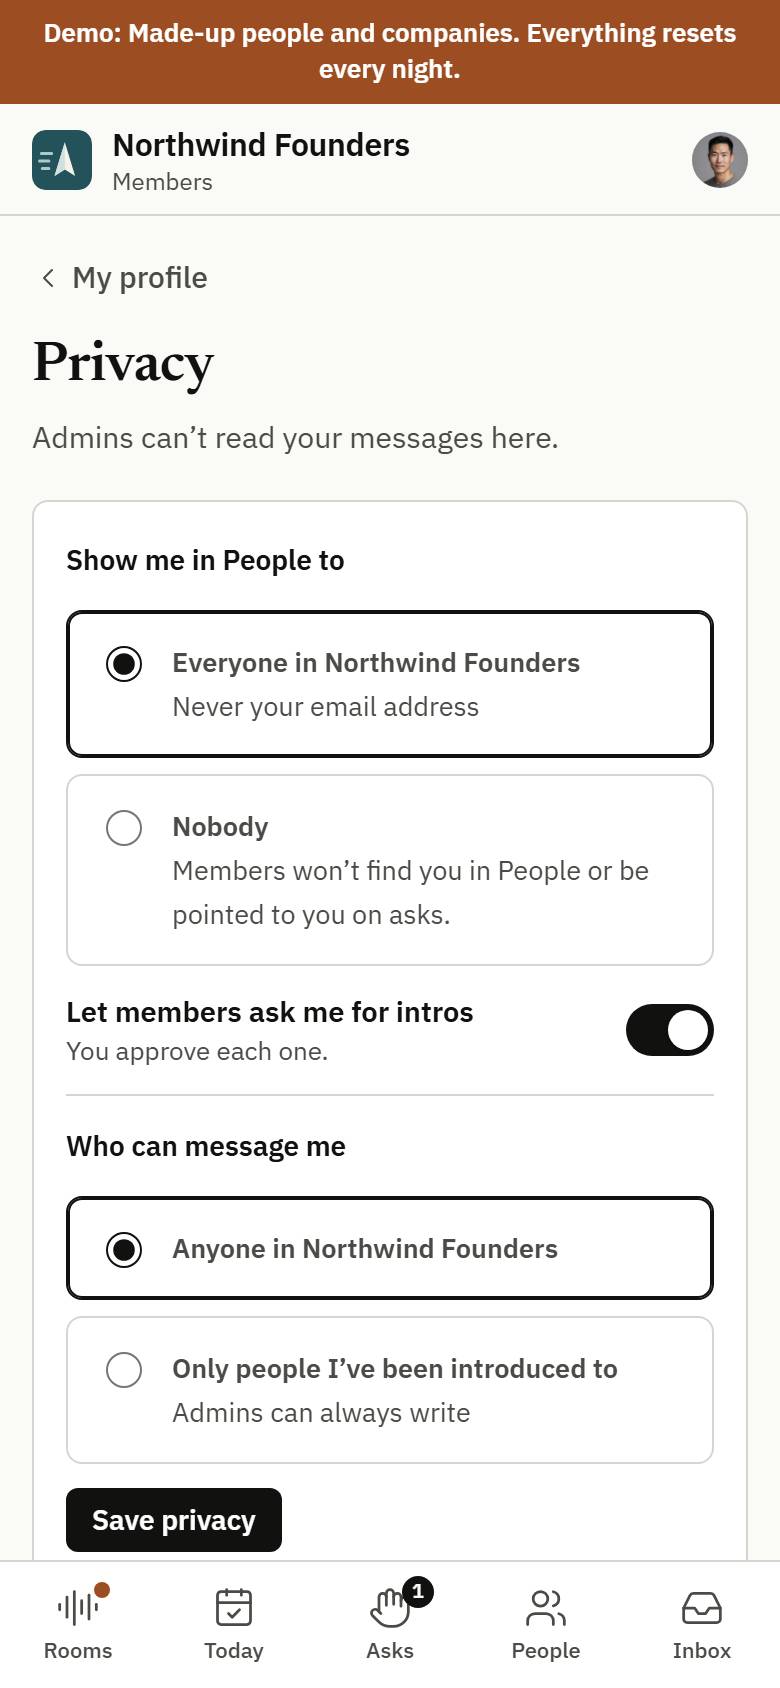 Demo: Made-up people and companies. Everything resets
every night.
Northwind Founders
Members
My profile
Privacy
Admins can’t read your messages here.
Show me in People to
Everyone in Northwind Founders
Never your email address
Nobody
Members won’t find you in People or be
pointed to you on asks.
Let members ask me for intros
You approve each one.
Who can message me
Anyone in Northwind Founders
Only people I’ve been introduced to
Admins can always write
Save privacy
1
Rooms
Today
Asks
People
Inbox